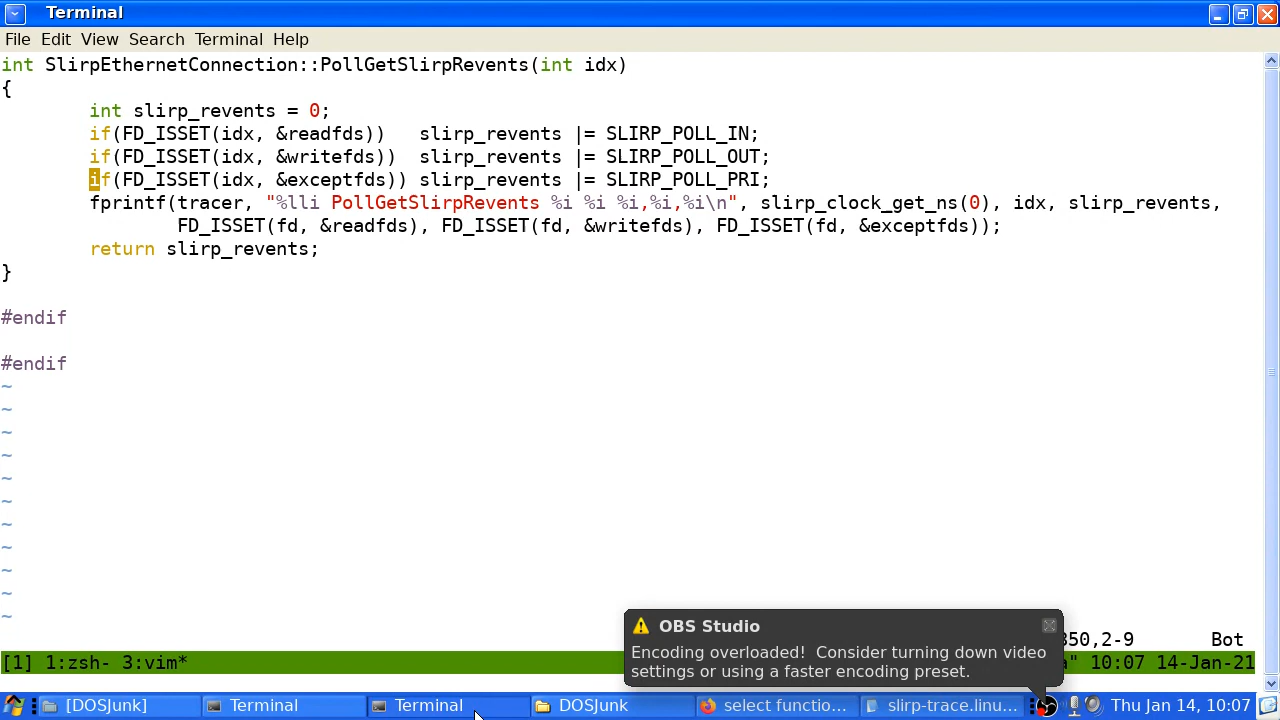 Terminal
File Edit View Search Terminal Help
int SlirpEthernetConnection::PollGetSlirpRevents(int idx)
{
int slirp_revents = 0;
if(FD_ISSET(idx, &readfds)) slirp_revents |= SLIRP_POLL_IN;
if(FD_ISSET(idx, &writefds)) slirp_revents |= SLIRP_POLL_OUT;
if(FD_ISSET(idx, &exceptfds)) slirp_revents |= SLIRP_POLL_PRI;
fprintf(tracer, "%lli PollGetSlirpRevents %i %i %i,%i,%i\n", slirp_clock_get_ns(0), idx, slirp_revents,
FD_ISSET(fd, &readfds), FD_ISSET(fd, &writefds), FD_ISSET(fd, &exceptfds));
return slirp_revents;
}
#endif
#endif
~
~
~
~
~
~
~
~
~
~
~
OBS Studio
Encoding overloaded! Consider turning down video
settings or using a faster encoding preset.
350,2-9 Bot
[1] 1:zsh- 3:vim* a" 10:07 14-Jan-21
[DOSJunk] Terminal Terminal DOSJunk select functio... slirp-trace.linu... Thu Jan 14, 10:07